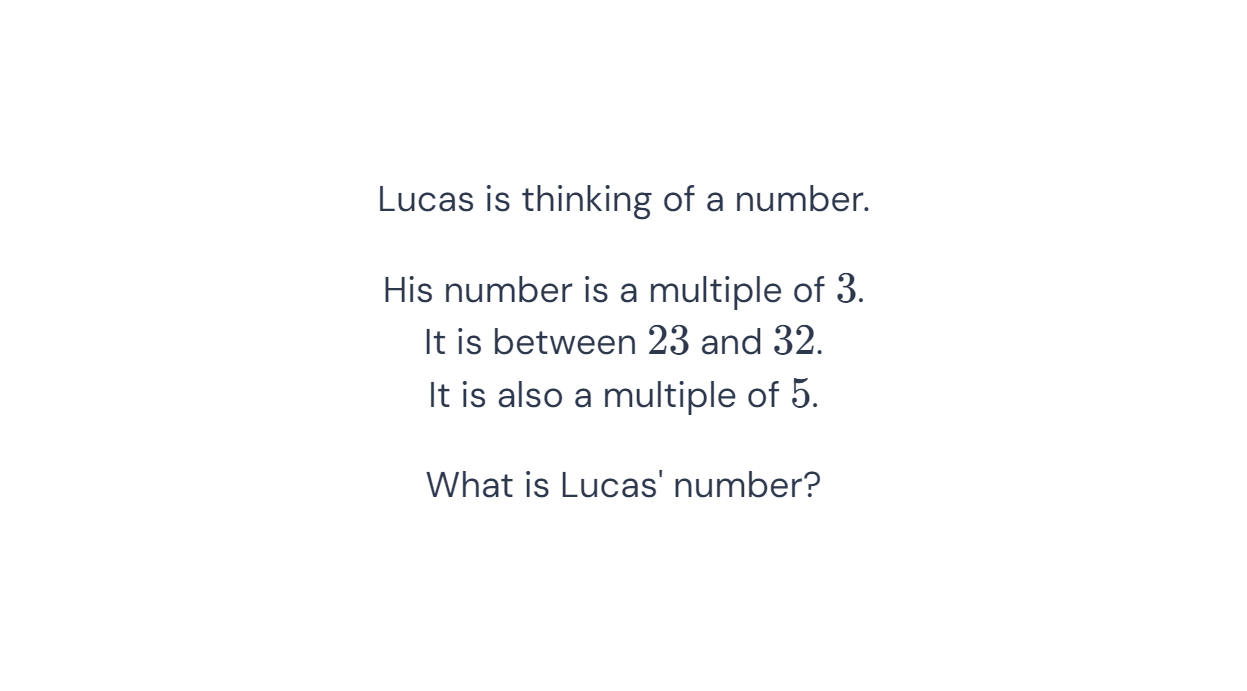 Lucas is thinking of a number.
His number is a multiple of 3.
It is between 23 and 32.
It is also a multiple of 5.
What is Lucas' number?